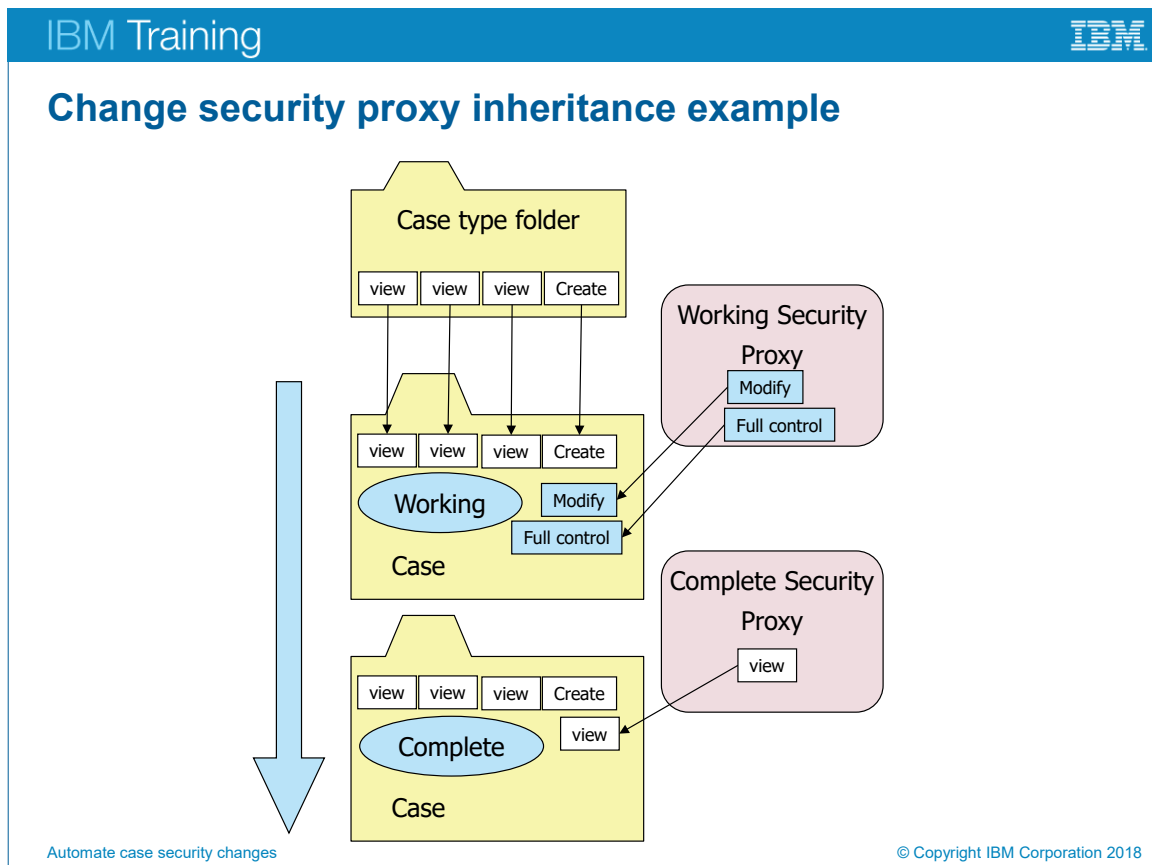 IBM Training
IBM
Change security proxy inheritance example
Case type folder
view view view Create
Working Security
Proxy
Modify
Full control
view view view Create
Working
Modify
Full control
Case
Complete Security
Proxy
view
view view view Create
view
Complete
Case
Automate case security changes
© Copyright IBM Corporation 2018